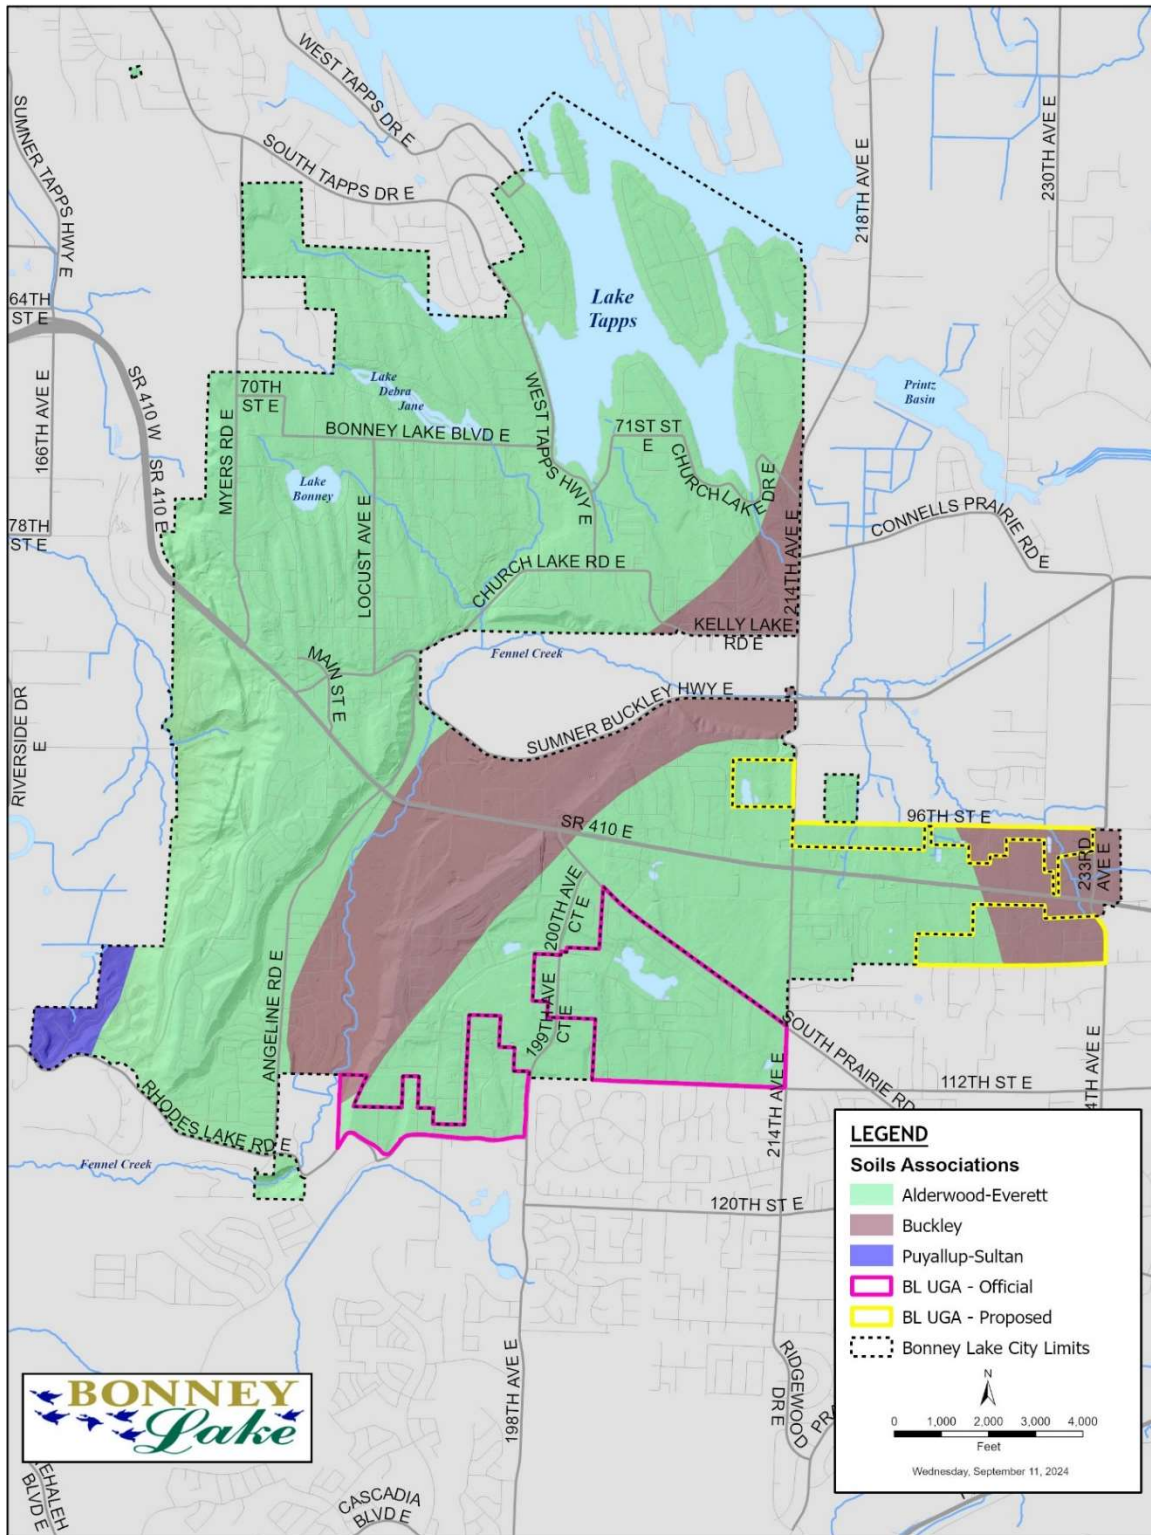 WEST TAPPS DR E
SOUTH TAPPS DR E
SUMNER TAPPS HWY E
218TH AVE E
230TH AVE E
64TH
ST E
166TH AVE E
SR 410 W
SR 410 E
78TH
ST E
MYERS RD E
70TH
ST E
Lake
Debra
Jane
BONNEY LAKE BLVD E
Lake
Bonney
LOCUST AVE E
Lake
Tapps
WEST TAPPS HWY E
71ST ST
E
CHURCH LAKE DR E
Printz
Basin
CONNELLS PRAIRIE RD E
214TH AVE E
CHURCH LAKE RD E
KELLY LAKE
RD E
Fennel Creek
MAIN ST E
SUMNER BUCKLEY HWY E
RIVERSIDE DR
E
SR 410 E
96TH ST E
233RD
AVE E
200TH AVE
CT E
199TH AVE
CT E
ANGELINE RD E
SOUTH PRAIRIE RD
214TH AVE E
112TH ST E
4TH AVE E
RHODES LAKE RD E
Fennel Creek
120TH ST E
198TH AVE E
RIDGEWOOD
DR E
PRA
CASCADIA
BLVD E
EHALEH
BLVD E
BONNEY
Lake
LEGEND
Soils Associations
Alderwood-Everett
Buckley
Puyallup-Sultan
BL UGA - Official
BL UGA - Proposed
Bonney Lake City Limits
N
0 1,000 2,000 3,000 4,000
Feet
Wednesday, September 11, 2024